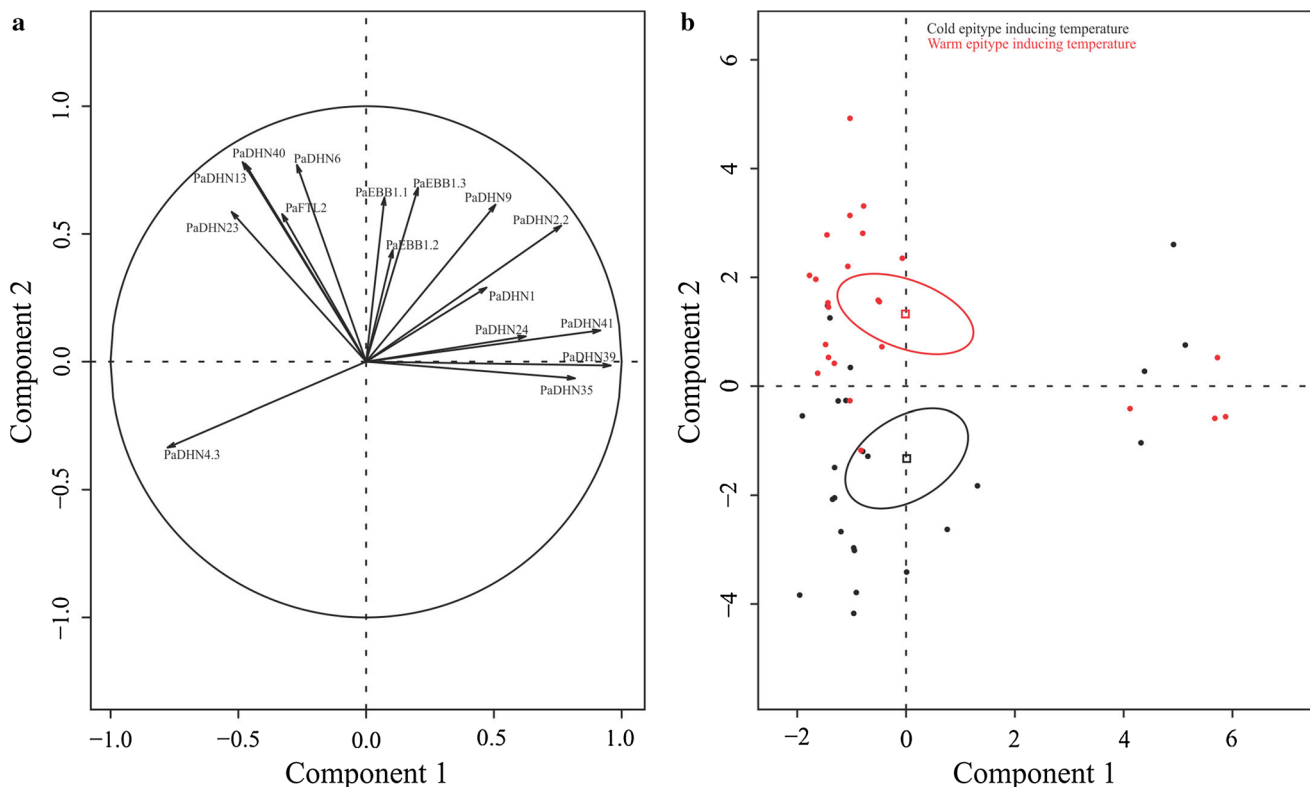 a
PaDHN40
PaDHN6
PaDHN13
PaEBB1.1
PaEBB1.3
PaDHN9
PaFTL2
PaDHN23
PaDHN2.2
PaEBB1.2
PaDHN1
PaDHN24
PaDHN41
PaDHN39
PaDHN35
PaDHN4.3
1.0
0.5
0.0
−0.5
−1.0
Component 2
−1.0
−0.5
0.0
0.5
1.0
Component 1
b
Cold epitype inducing temperature
Warm epitype inducing temperature
6
4
2
0
−2
−4
Component 2
−2
0
2
4
6
Component 1